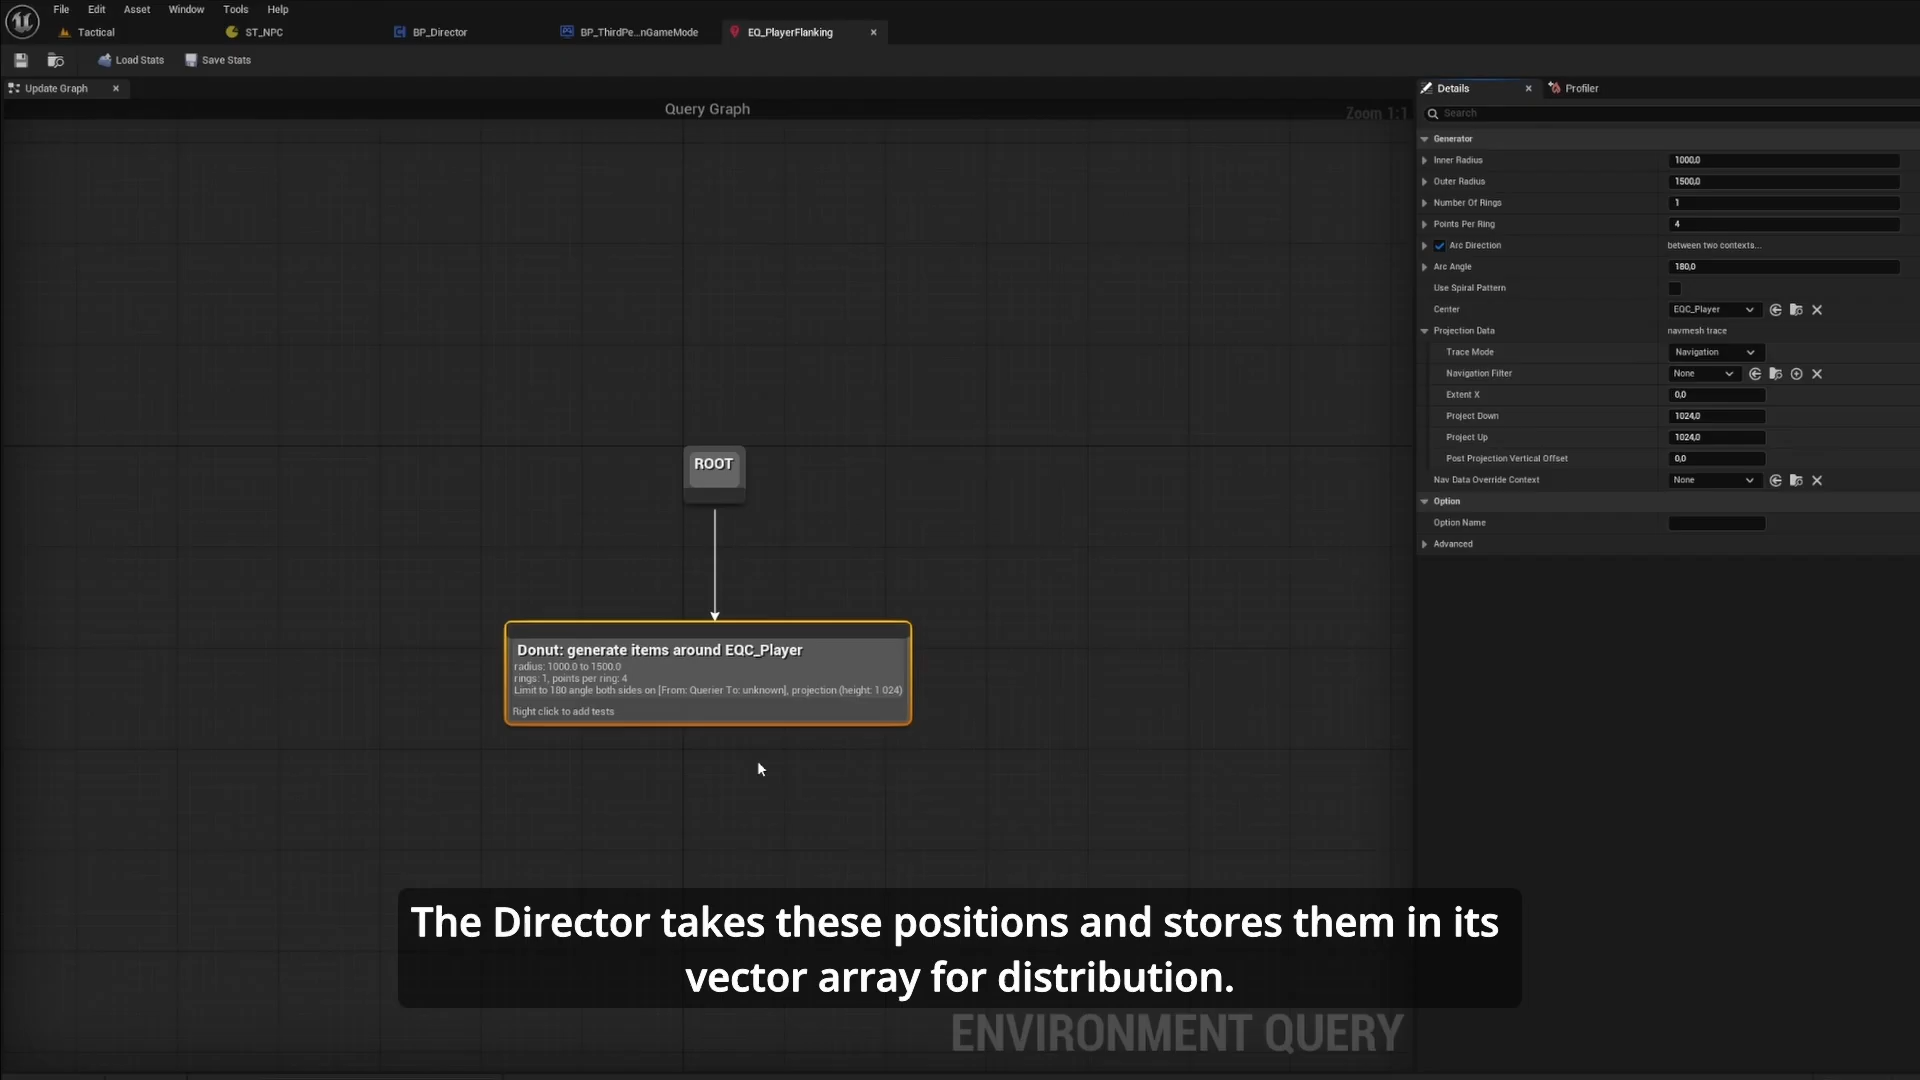 File Edit Asset Window Tools Help
Tactical ST_NPC BP_Director BP_ThirdPe...nGameMode EQ_PlayerFlanking
Load Stats Save Stats
Update Graph
Query Graph
Zoom 1:1
ROOT
Donut: generate items around EQC_Player
radius: 1000.0 to 1500.0
rings: 1, points per ring: 4
Limit to 180 angle both sides on [From: Querier To: unknown], projection (height: 1 024)
Right click to add tests
Details Profiler
Search
Generator
Inner Radius 1000,0
Outer Radius 1500,0
Number Of Rings 1
Points Per Ring 4
Arc Direction between two contexts...
Arc Angle 180,0
Use Spiral Pattern
Center EQC_Player
Projection Data navmesh trace
Trace Mode Navigation
Navigation Filter None
Extent X 0,0
Project Down 1024,0
Project Up 1024,0
Post Projection Vertical Offset 0,0
Nav Data Override Context None
Option
Option Name
Advanced
The Director takes these positions and stores them in its
vector array for distribution.
ENVIRONMENT QUERY